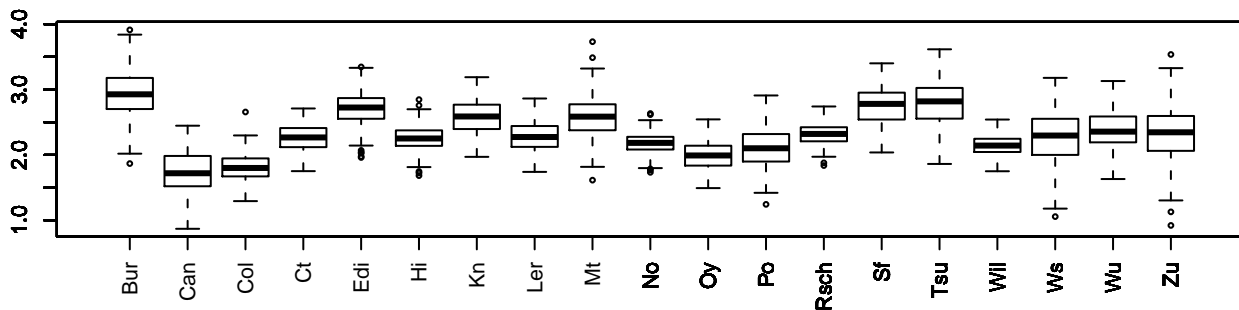 4.0
3.0
2.0
1.0
Bur Can Col Ct Edi Hi Kn Ler Mt No Oy Po Rsch Sf Tsu Wil Ws Wu Zu